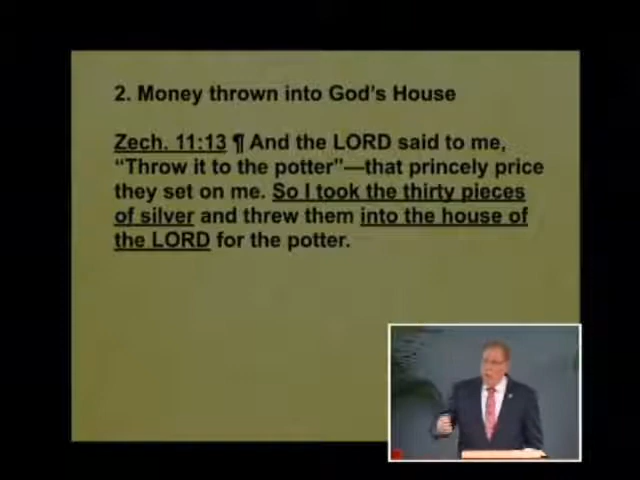 2. Money thrown into God's House
Zech. 11:13 ¶ And the LORD said to me,
“Throw it to the potter”—that princely price
they set on me. So I took the thirty pieces
of silver and threw them into the house of
the LORD for the potter.